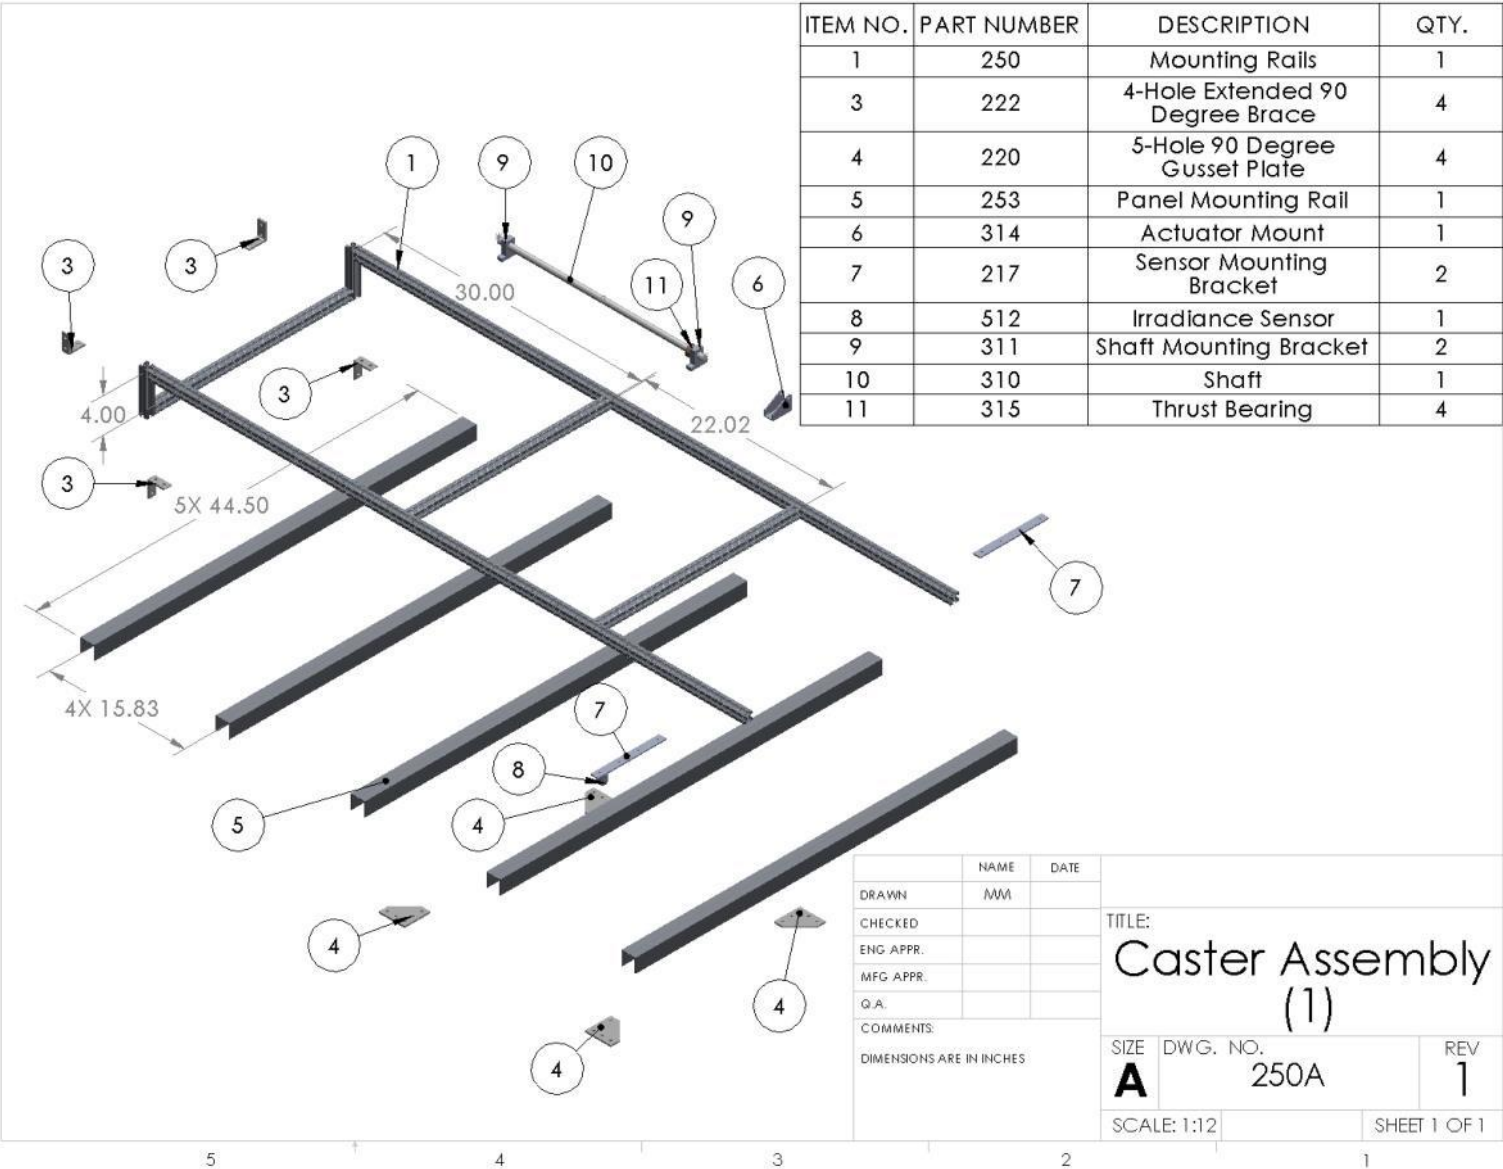 ITEM NO. PART NUMBER DESCRIPTION QTY.
1 250 Mounting Rails 1
3 222 4-Hole Extended 90 Degree Brace 4
4 220 5-Hole 90 Degree Gusset Plate 4
5 253 Panel Mounting Rail 1
6 314 Actuator Mount 1
7 217 Sensor Mounting Bracket 2
8 512 Irradiance Sensor 1
9 311 Shaft Mounting Bracket 2
10 310 Shaft 1
11 315 Thrust Bearing 4
1
9
10
9
3
3
11
6
30.00
3
4.00
22.02
3
5X 44.50
7
4X 15.83
7
8
5
4
4
4
4
NAME DATE
DRAWN MM
CHECKED
ENG APPR.
MFG APPR.
Q.A.
COMMENTS:
DIMENSIONS ARE IN INCHES
TITLE:
Caster Assembly
(1)
SIZE DWG. NO. REV
A 250A 1
SCALE: 1:12 SHEET 1 OF 1
5 4 3 2 1